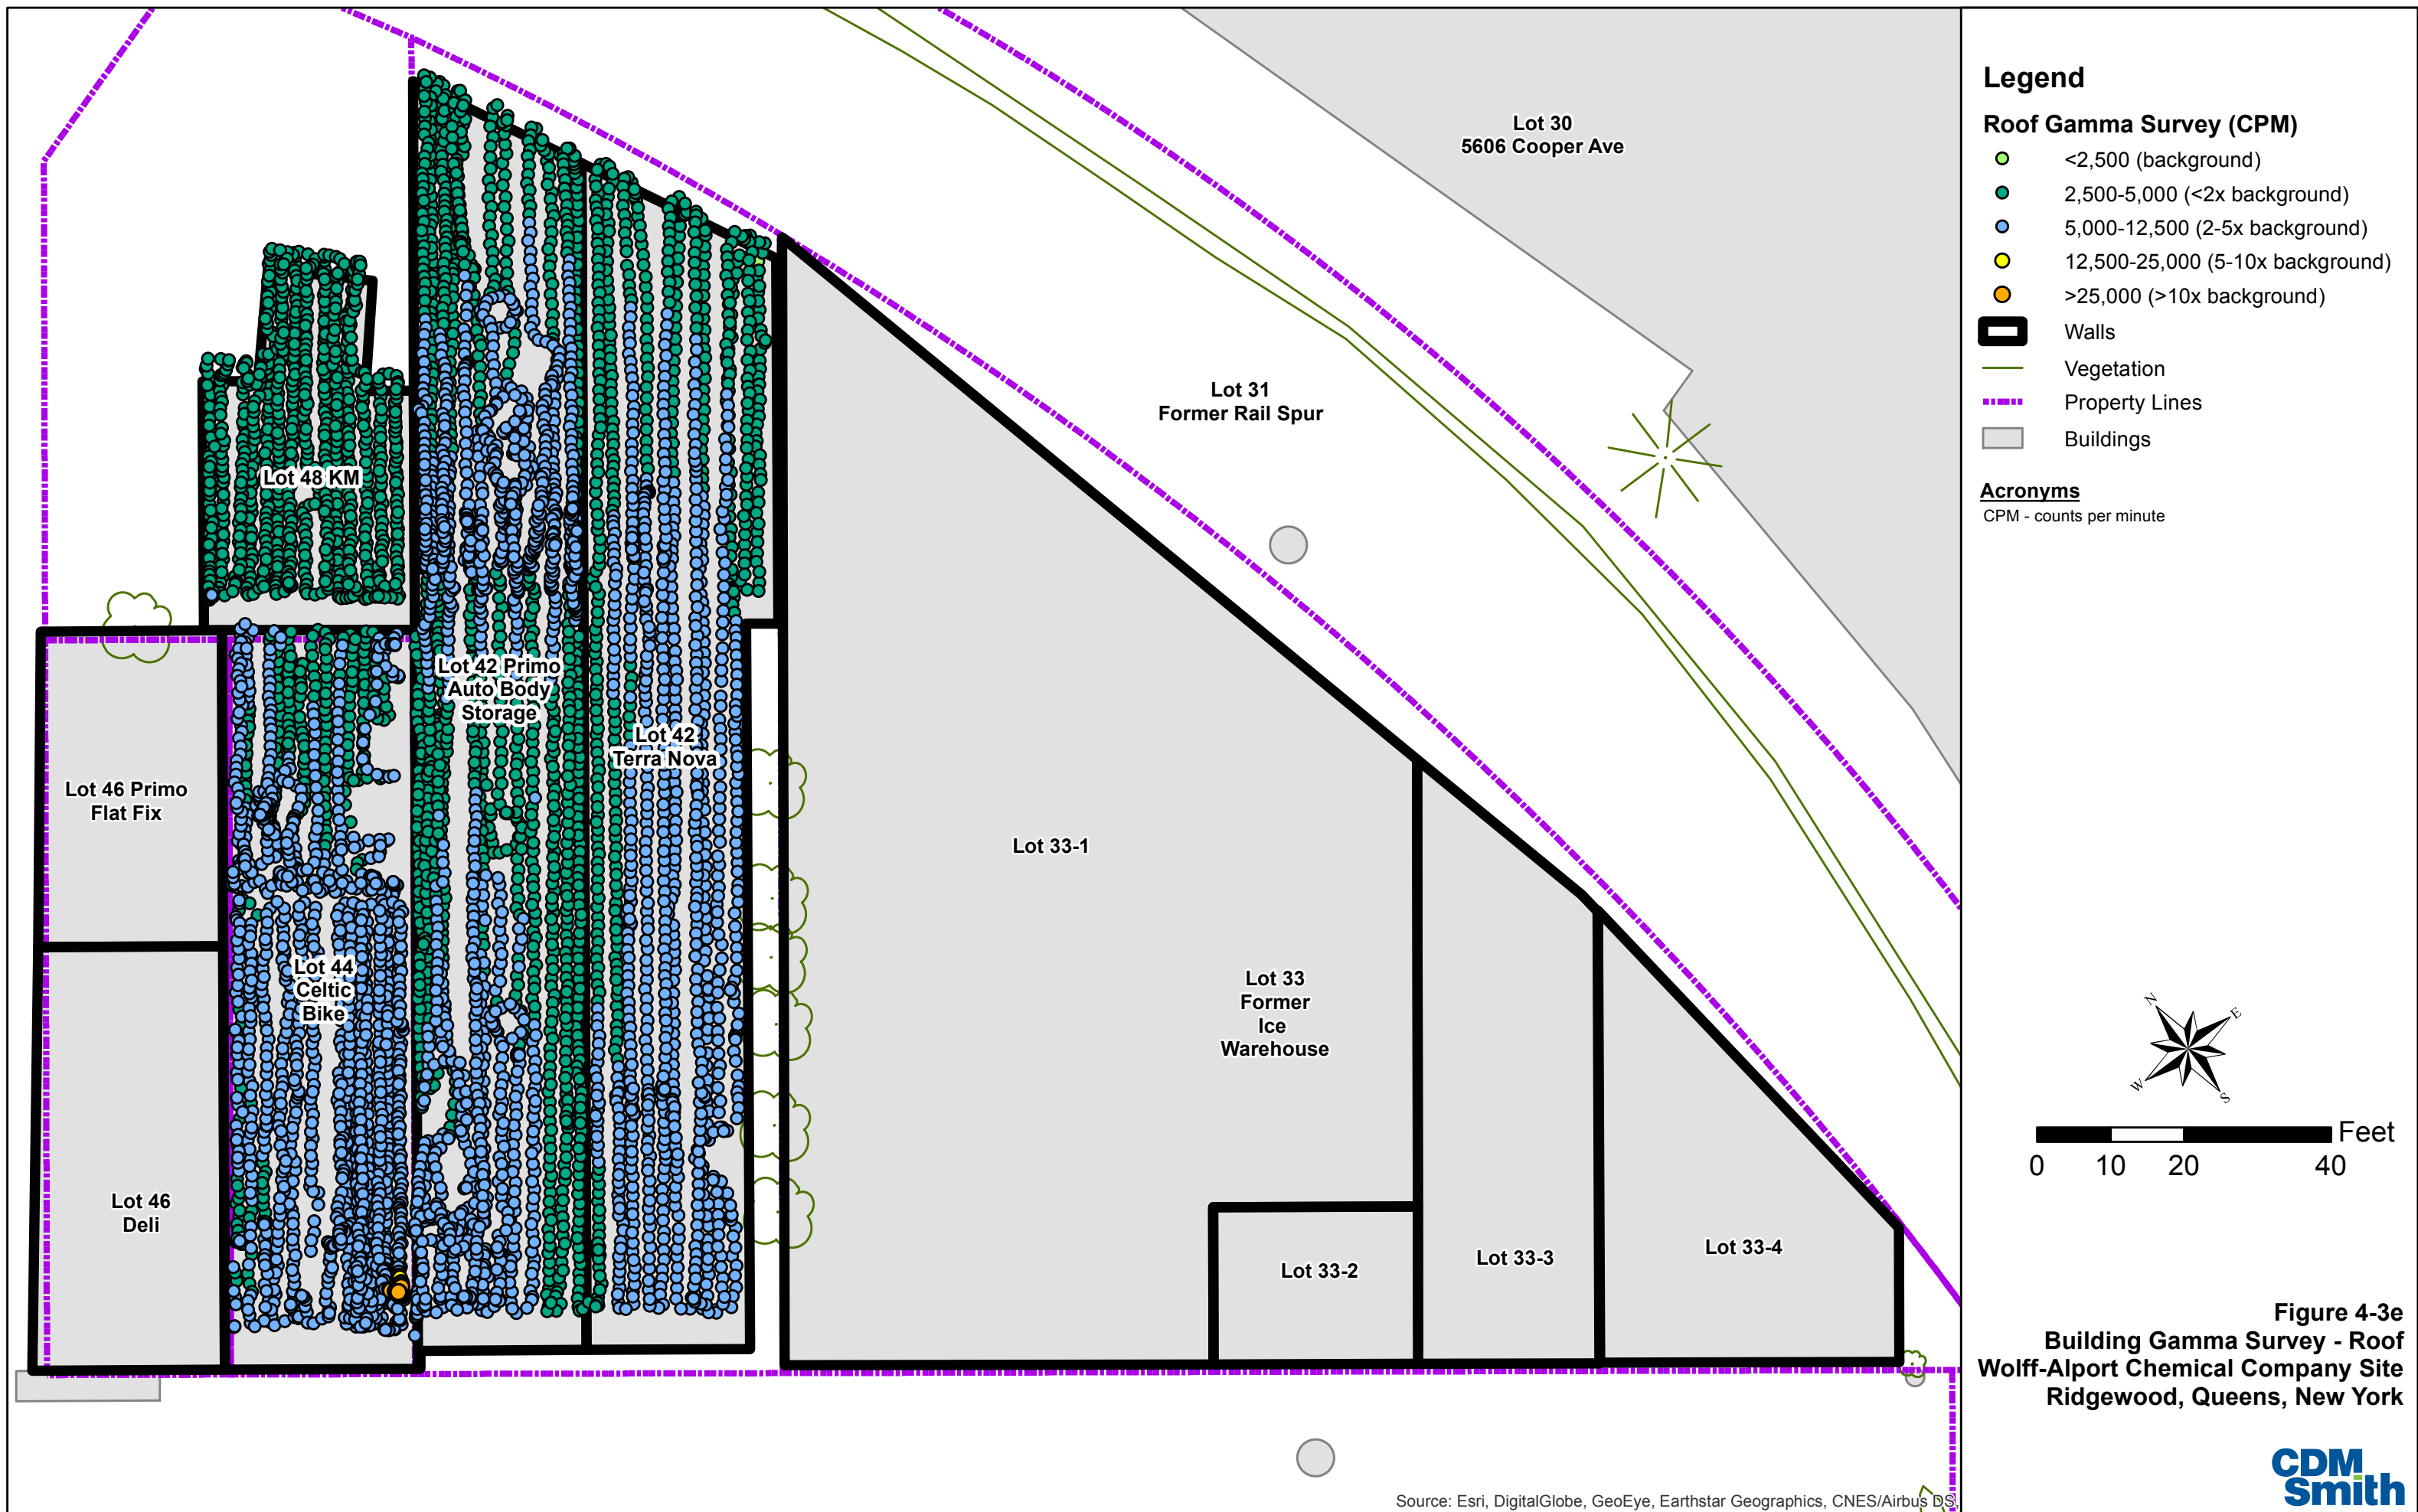 Lot 30
5606 Cooper Ave
Lot 31
Former Rail Spur
Lot 48 KM
Lot 42 Primo
Auto Body
Storage
Lot 42
Terra Nova
Lot 46 Primo
Flat Fix
Lot 33-1
Lot 44
Celtic
Bike
Lot 33
Former
Ice
Warehouse
Lot 46
Deli
Lot 33-2
Lot 33-3
Lot 33-4
Source: Esri, DigitalGlobe, GeoEye, Earthstar Geographics, CNES/Airbus DS,
Legend
Roof Gamma Survey (CPM)
<2,500 (background)
2,500-5,000 (<2x background)
5,000-12,500 (2-5x background)
12,500-25,000 (5-10x background)
>25,000 (>10x background)
Walls
Vegetation
Property Lines
Buildings
Acronyms
CPM - counts per minute
N
E
W
S
Feet
0 10 20 40
Figure 4-3e
Building Gamma Survey - Roof
Wolff-Alport Chemical Company Site
Ridgewood, Queens, New York
CDM
Smith